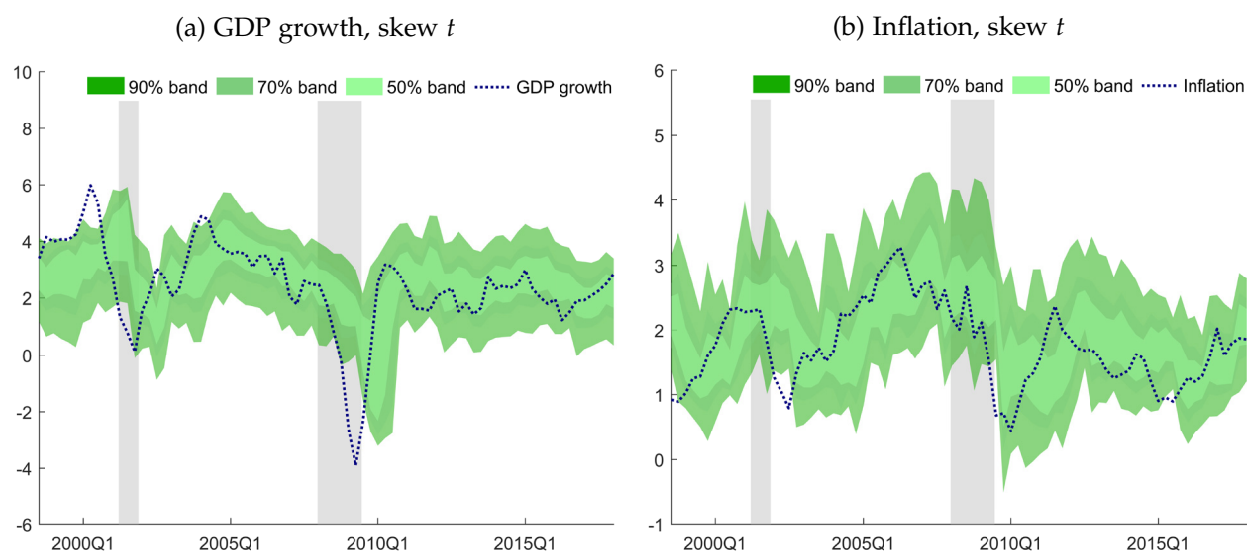 (a) GDP growth, skew t
10
8
6
4
2
0
-2
-4
-6
90% band 70% band 50% band GDP growth
2000Q1 2005Q1 2010Q1 2015Q1
(b) Inflation, skew t
6
5
4
3
2
1
0
-1
90% band 70% band 50% band Inflation
2000Q1 2005Q1 2010Q1 2015Q1